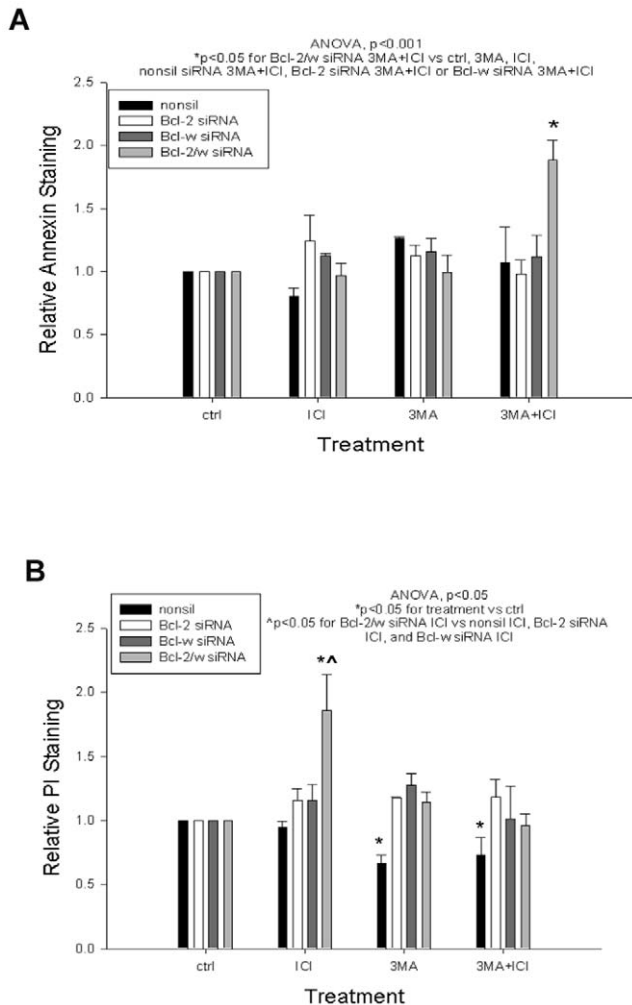 A
ANOVA, p<0.001
*p<0.05 for Bcl-2/w siRNA 3MA+ICI vs ctrl, 3MA, ICI,
nonsil siRNA 3MA+ICI, Bcl-2 siRNA 3MA+ICI or Bcl-w siRNA 3MA+ICI
nonsil
Bcl-2 siRNA
Bcl-w siRNA
Bcl-2/w siRNA
*
Relative Annexin Staining
2.5
2.0
1.5
1.0
0.5
0.0
ctrl ICI 3MA 3MA+ICI
Treatment
B
ANOVA, p<0.05
*p<0.05 for treatment vs ctrl
^p<0.05 for Bcl-2/w siRNA ICI vs nonsil ICI, Bcl-2 siRNA
ICI, and Bcl-w siRNA ICI
nonsil
Bcl-2 siRNA
Bcl-w siRNA
Bcl-2/w siRNA
*^
*
*
Relative PI Staining
2.5
2.0
1.5
1.0
0.5
0.0
ctrl ICI 3MA 3MA+ICI
Treatment